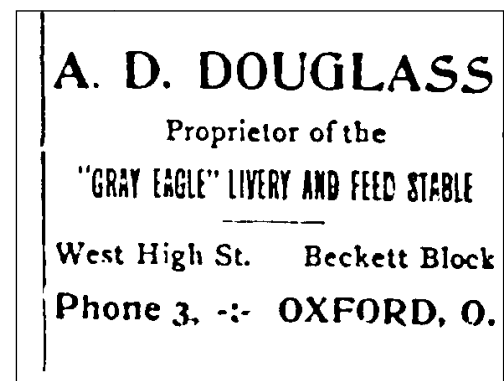 A. D. DOUGLASS
Proprietor of the
"GRAY EAGLE" LIVERY AND FEED STABLE
West High St. Beckett Block
Phone 3, -:- OXFORD, O.